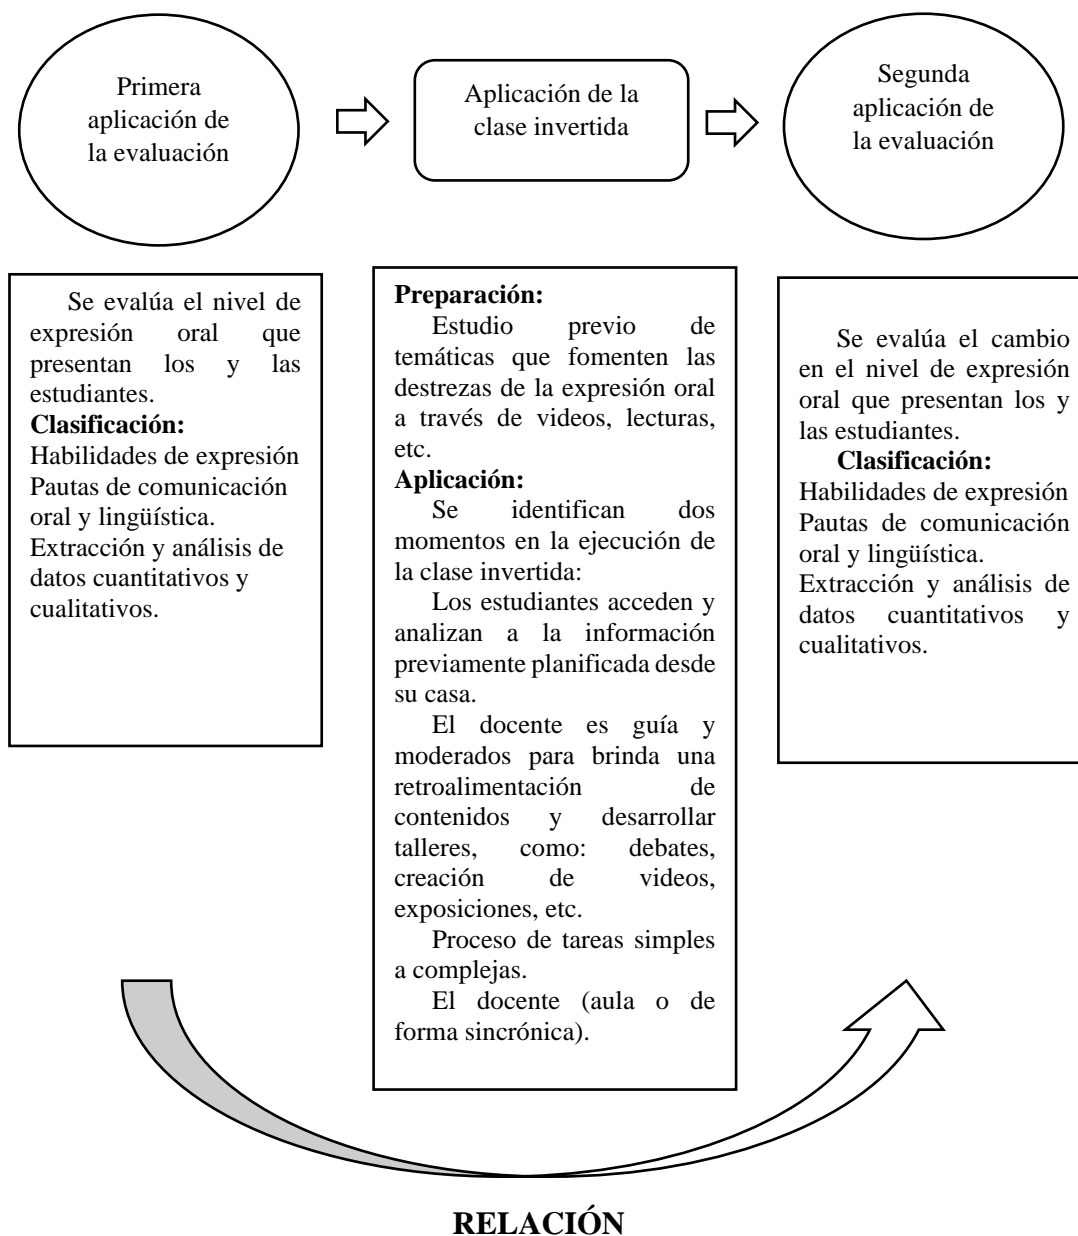 Primera
aplicación de
la evaluación
Aplicación de la
clase invertida
Segunda
aplicación de
la evaluación
Se evalúa el nivel de
expresión oral que
presentan los y las
estudiantes.
Clasificación:
Habilidades de expresión
Pautas de comunicación
oral y lingüística.
Extracción y análisis de
datos cuantitativos y
cualitativos.
Preparación:
Estudio previo de
temáticas que fomenten las
destrezas de la expresión oral
a través de videos, lecturas,
etc.
Aplicación:
Se identifican dos
momentos en la ejecución de
la clase invertida:
Los estudiantes acceden y
analizan a la información
previamente planificada desde
su casa.
El docente es guía y
moderados para brinda una
retroalimentación de
contenidos y desarrollar
talleres, como: debates,
creación de videos,
exposiciones, etc.
Proceso de tareas simples
a complejas.
El docente (aula o de
forma sincrónica).
Se evalúa el cambio
en el nivel de expresión
oral que presentan los y
las estudiantes.
Clasificación:
Habilidades de expresión
Pautas de comunicación
oral y lingüística.
Extracción y análisis de
datos cuantitativos y
cualitativos.
RELACIÓN